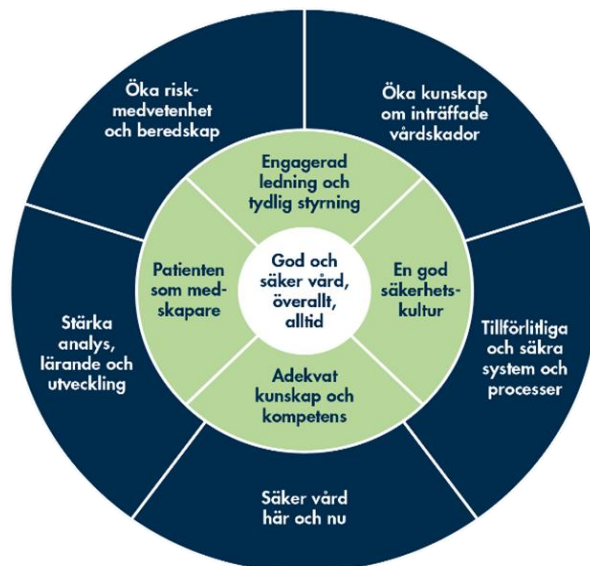 Öka risk-
medvetenhet
och beredskap
Öka kunskap
om inträffade
vårdskador
Engagerad
ledning och
tydlig styrning
Patienten
som med-
skapare
God och
säker vård,
överallt,
alltid
En god
säkerhets-
kultur
Stärka
analys,
lärande och
utveckling
Tillförlitliga
och säkra
system och
processer
Adekvat
kunskap och
kompetens
Säker vård
här och nu